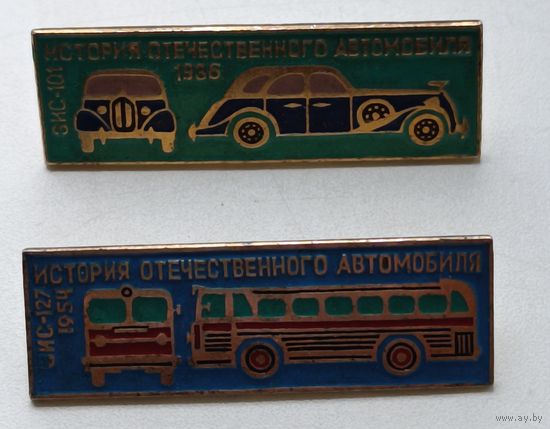 ИСТОРИЯ ОТЕЧЕСТВЕННОГО АВТОМОБИЛЯ
ЗИС-101
1936
ИСТОРИЯ ОТЕЧЕСТВЕННОГО АВТОМОБИЛЯ
ЗИС-127
1954
www.ay.by